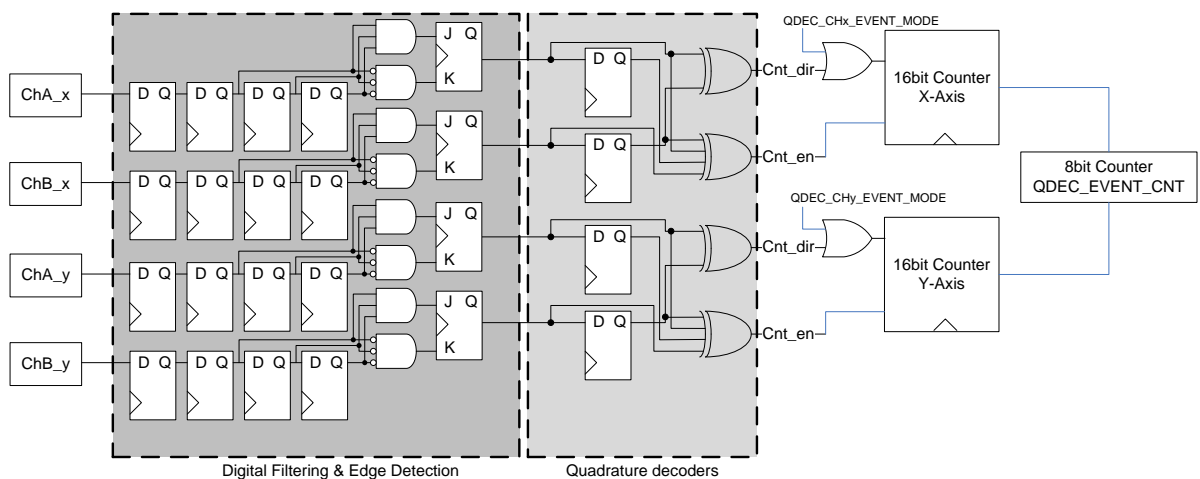 QDEC_CHx_EVENT_MODE
J Q
K
ChA_x
D Q
D Q
D Q
D Q
D Q
Cnt_dir
16bit Counter
X-Axis
J Q
K
ChB_x
D Q
D Q
D Q
D Q
D Q
Cnt_en
8bit Counter
QDEC_EVENT_CNT
QDEC_CHy_EVENT_MODE
J Q
K
ChA_y
D Q
D Q
D Q
D Q
D Q
Cnt_dir
16bit Counter
Y-Axis
J Q
K
ChB_y
D Q
D Q
D Q
D Q
D Q
Cnt_en
Digital Filtering & Edge Detection
Quadrature decoders